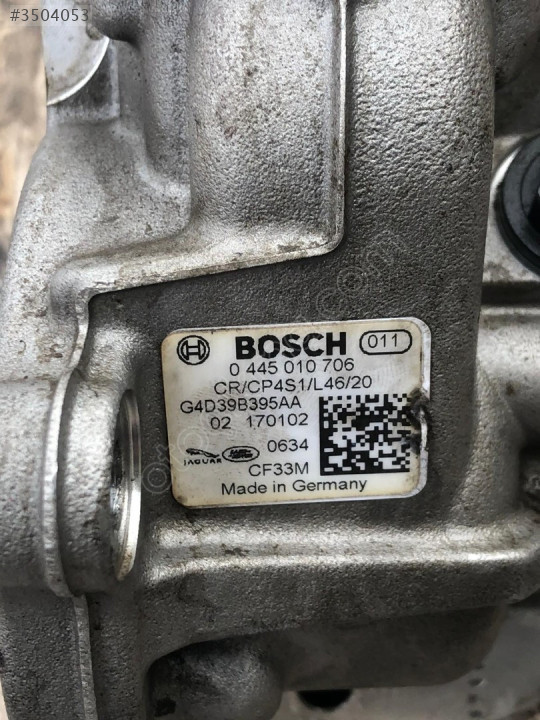 #3504053
BOSCH 011
0 445 010 706
CR/CP4S1/L46/20
G4D39B395AA
02 170102
0634
JAGUAR
CF33M
Made in Germany